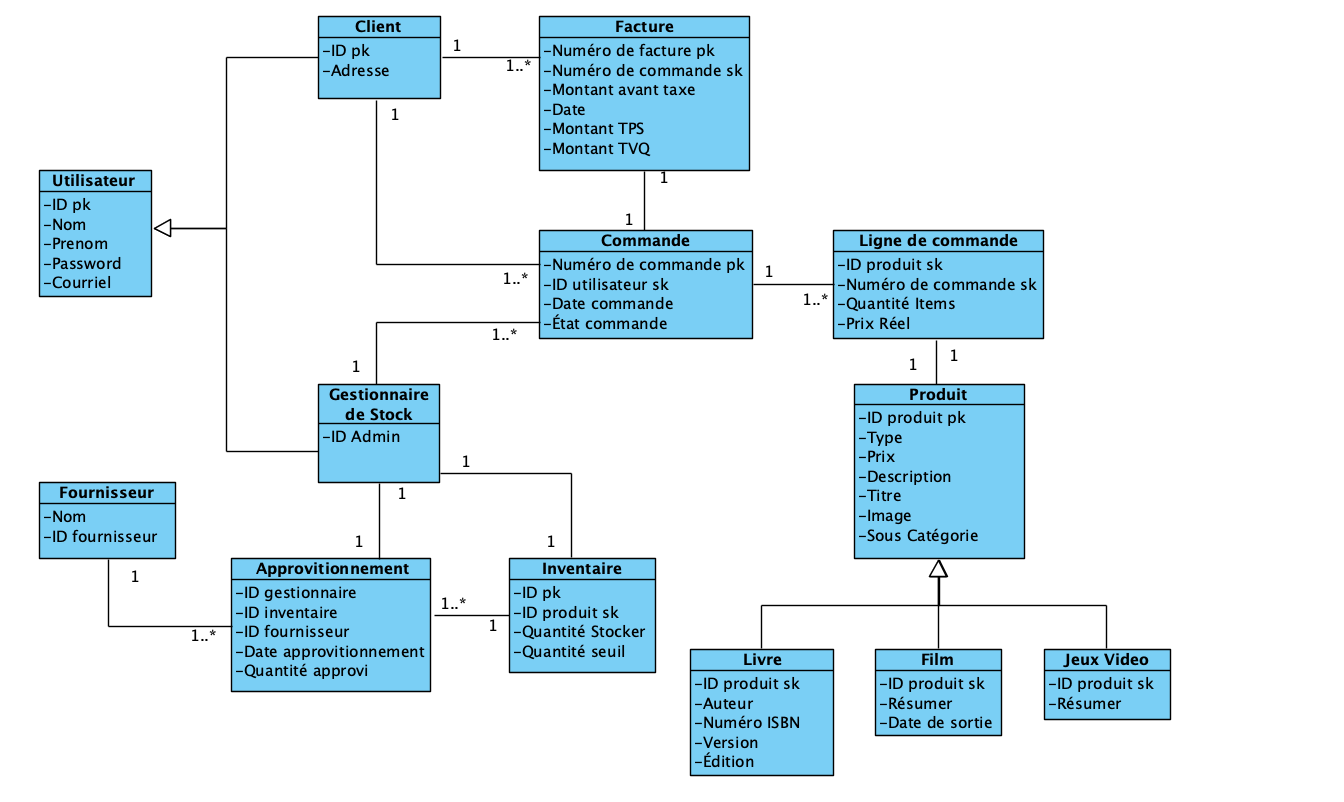 Client
-ID pk
-Adresse
1
1..*
1
Facture
-Numéro de facture pk
-Numéro de commande sk
-Montant avant taxe
-Date
-Montant TPS
-Montant TVQ
1
1
Utilisateur
-ID pk
-Nom
-Prenom
-Password
-Courriel
Commande
-Numéro de commande pk
-ID utilisateur sk
-Date commande
-État commande
1..*
1..*
1
1..*
Ligne de commande
-ID produit sk
-Numéro de commande sk
-Quantité Items
-Prix Réel
1
1
1
Gestionnaire
de Stock
-ID Admin
1
1
Produit
-ID produit pk
-Type
-Prix
-Description
-Titre
-Image
-Sous Catégorie
Fournisseur
-Nom
-ID fournisseur
1
1..*
1
1
Approvitionnement
-ID gestionnaire
-ID inventaire
-ID fournisseur
-Date approvitionnement
-Quantité approvi
1..*
1
Inventaire
-ID pk
-ID produit sk
-Quantité Stocker
-Quantité seuil
Livre
-ID produit sk
-Auteur
-Numéro ISBN
-Version
-Édition
Film
-ID produit sk
-Résumer
-Date de sortie
Jeux Video
-ID produit sk
-Résumer